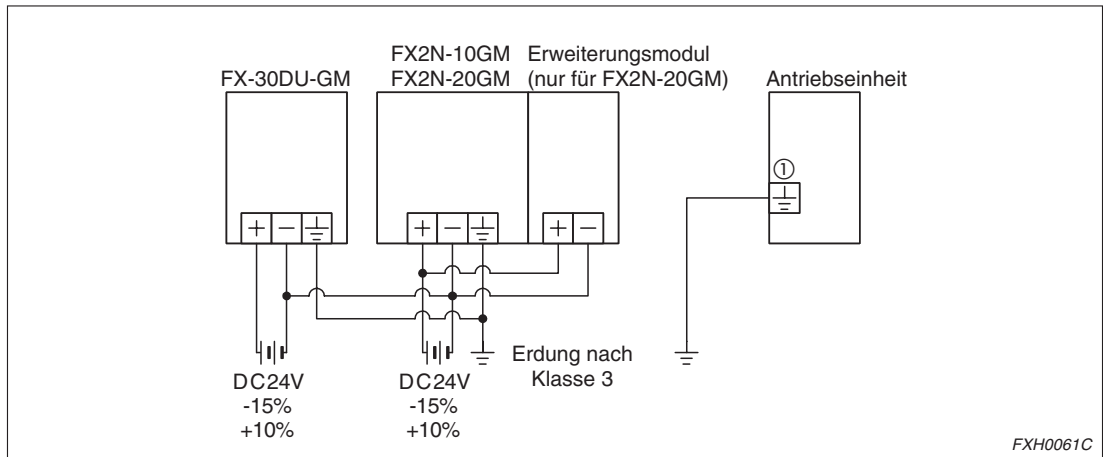 FX-30DU-GM
FX2N-10GM
FX2N-20GM
Erweiterungsmodul
(nur für FX2N-20GM)
Antriebseinheit
①
+ −
+ −
+ −
DC24V
-15%
+10%
DC24V
-15%
+10%
Erdung nach
Klasse 3
FXH0061C